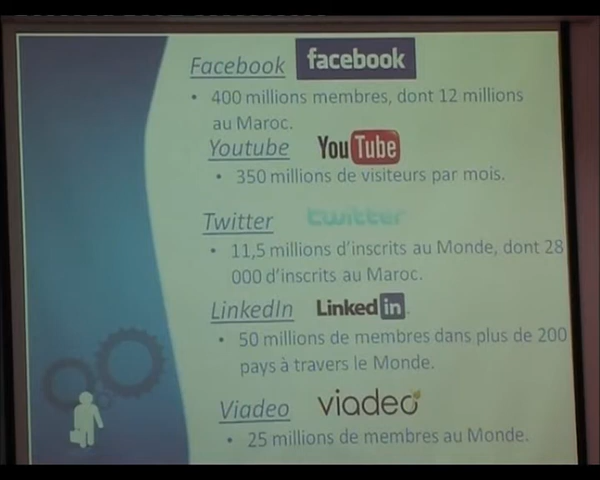 Facebook facebook
• 400 millions membres, dont 12 millions
au Maroc.
Youtube YouTube
• 350 millions de visiteurs par mois.
Twitter twitter
• 11,5 millions d'inscrits au Monde, dont 28
000 d'inscrits au Maroc.
LinkedIn Linked in
• 50 millions de membres dans plus de 200
pays à travers le Monde.
Viadeo viadeo
• 25 millions de membres au Monde.